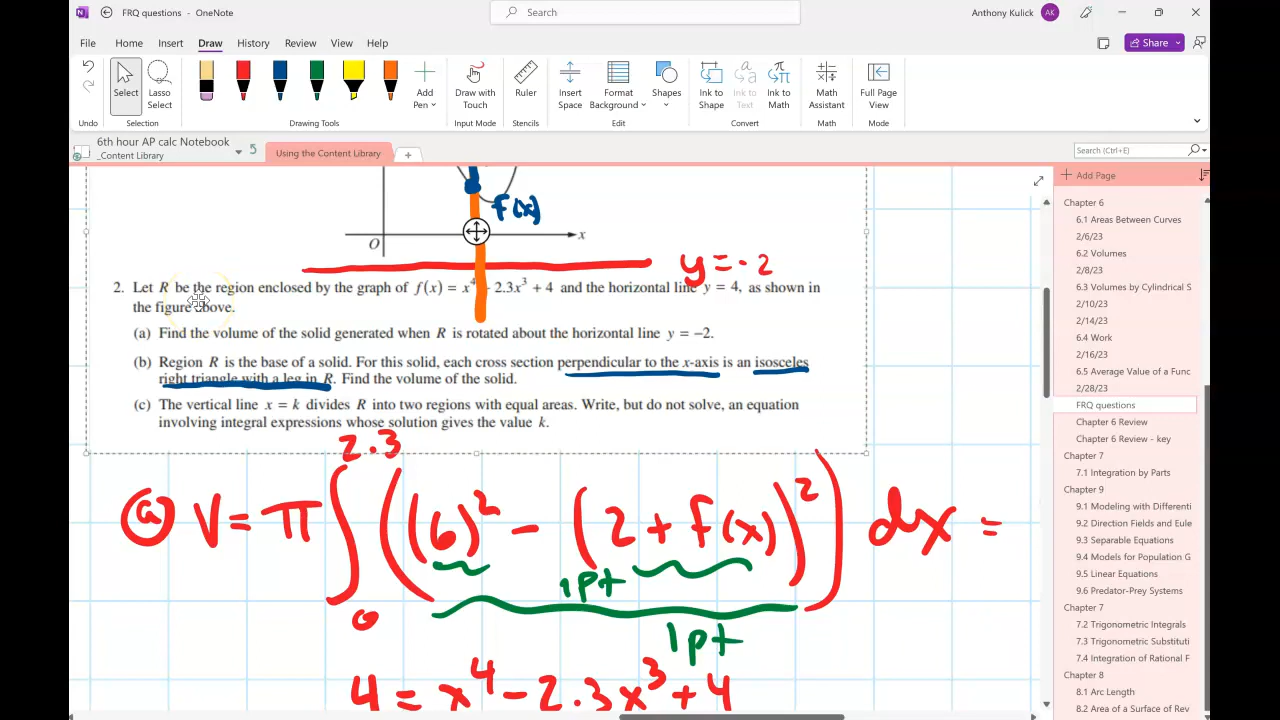 FRQ questions - OneNote
Search
Anthony Kulick
AK
File Home Insert Draw History Review View Help
Share
Undo
Select
Lasso Select
Add Pen
Draw with Touch
Ruler
Insert Space
Format Background
Shapes
Ink to Shape
Ink to Text
Ink to Math
Math Assistant
Full Page View
Selection
Drawing Tools
Input Mode
Stencils
Edit
Convert
Math
Mode
6th hour AP calc Notebook
_Content Library
5
Using the Content Library
+
Search (Ctrl+E)
f(x)
O
x
y = -2
2. Let R be the region enclosed by the graph of f(x) = x⁴ - 2.3x³ + 4 and the horizontal line y = 4, as shown in
the figure above.
(a) Find the volume of the solid generated when R is rotated about the horizontal line y = −2.
(b) Region R is the base of a solid. For this solid, each cross section perpendicular to the x-axis is an isosceles
right triangle with a leg in R. Find the volume of the solid.
(c) The vertical line x = k divides R into two regions with equal areas. Write, but do not solve, an equation
involving integral expressions whose solution gives the value k.
2.3
(a) V = π ∫ ((6)² - (2 + f(x))²) dx =
0
1pt
1pt
4 = x⁴ - 2.3x³ + 4
Add Page
Chapter 6
6.1 Areas Between Curves
2/6/23
6.2 Volumes
2/8/23
6.3 Volumes by Cylindrical S
2/10/23
2/14/23
6.4 Work
2/16/23
6.5 Average Value of a Func
2/28/23
FRQ questions
Chapter 6 Review
Chapter 6 Review - key
Chapter 7
7.1 Integration by Parts
Chapter 9
9.1 Modeling with Differenti
9.2 Direction Fields and Eule
9.3 Separable Equations
9.4 Models for Population G
9.5 Linear Equations
9.6 Predator-Prey Systems
Chapter 7
7.2 Trigonometric Integrals
7.3 Trigonometric Substituti
7.4 Integration of Rational F
Chapter 8
8.1 Arc Length
8.2 Area of a Surface of Rev